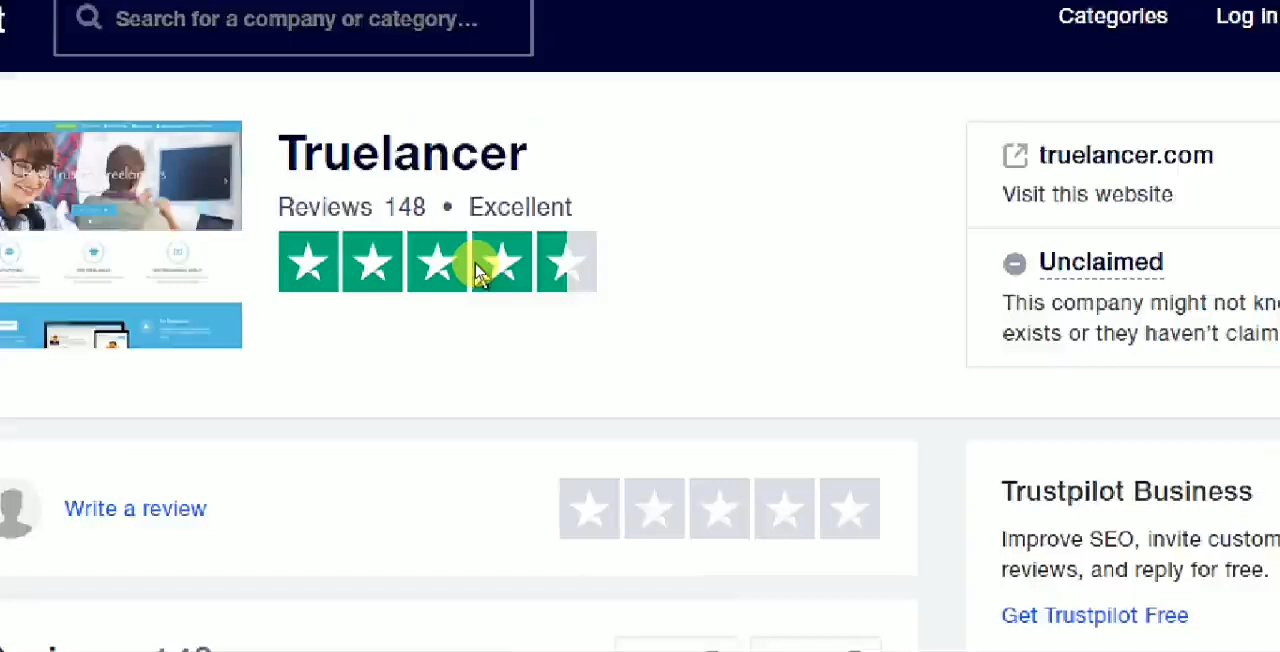 t
Search for a company or category...
Categories
Log in
Truelancer
Reviews 148 • Excellent
truelancer.com
Visit this website
Unclaimed
This company might not kn
exists or they haven't claim
Write a review
Trustpilot Business
Improve SEO, invite custom
reviews, and reply for free.
Get Trustpilot Free